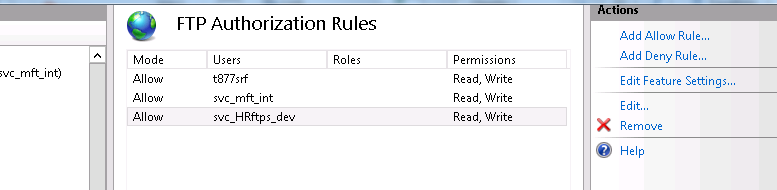 FTP Authorization Rules
Mode Users Roles Permissions
Allow t877srf Read, Write
Allow svc_mft_int Read, Write
Allow svc_HRftps_dev Read, Write
svc_mft_int)
Actions
Add Allow Rule...
Add Deny Rule...
Edit Feature Settings...
Edit...
Remove
Help